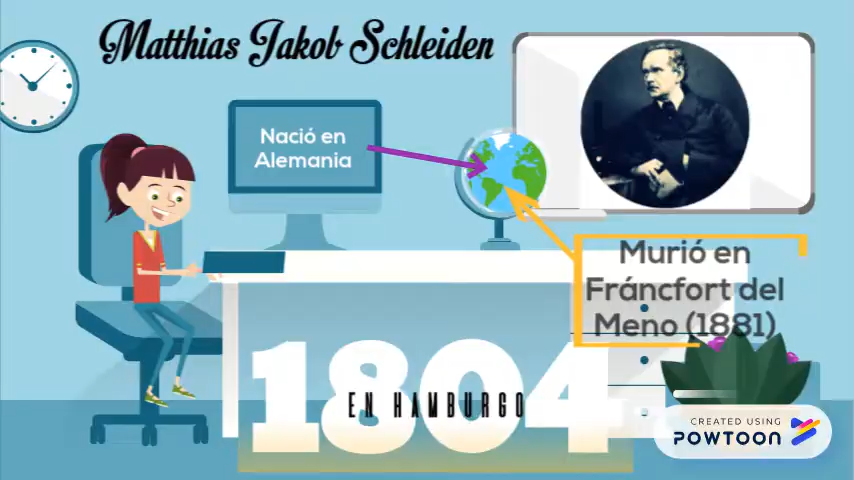 Matthias Jakob Schleiden
Nació en
Alemania
Murió en
Fráncfort del
Meno (1881)
1804
EN HAMBURGO
CREATED USING
POWTOON